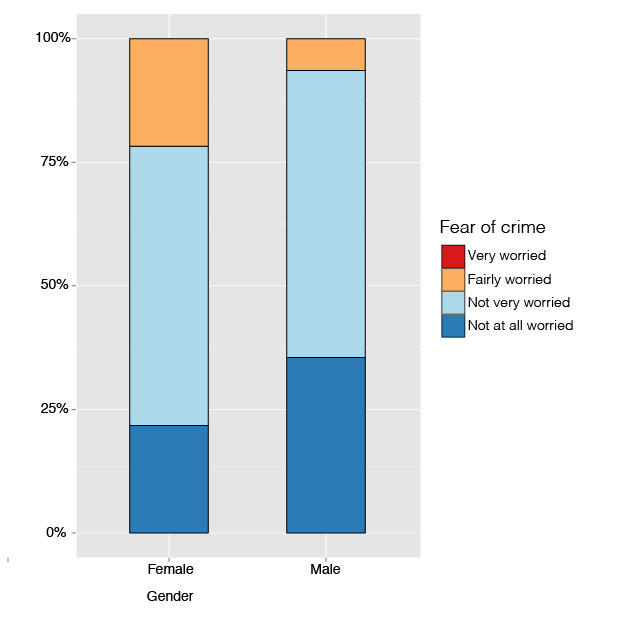 100%
75%
50%
25%
0%
Female
Male
Gender
Fear of crime
Very worried
Fairly worried
Not very worried
Not at all worried